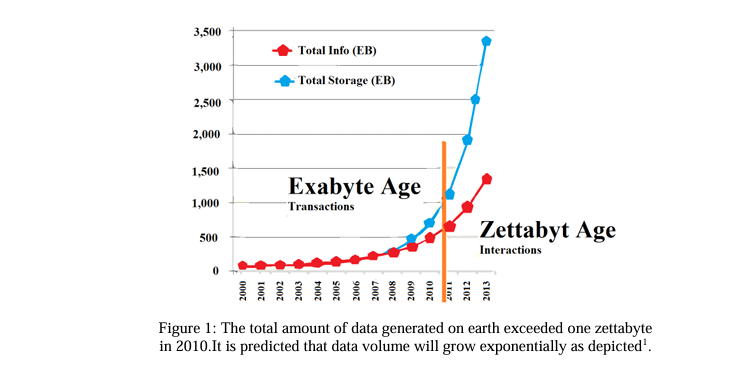 3,500
3,000
2,500
2,000
1,500
1,000
500
0
Total Info (EB)
Total Storage (EB)
Exabyte Age
Transactions
Zettabyt Age
Interactions
2000
2001
2002
2003
2004
2005
2006
2007
2008
2009
2010
2011
2012
2013
Figure 1: The total amount of data generated on earth exceeded one zettabyte
in 2010.It is predicted that data volume will grow exponentially as depicted¹.